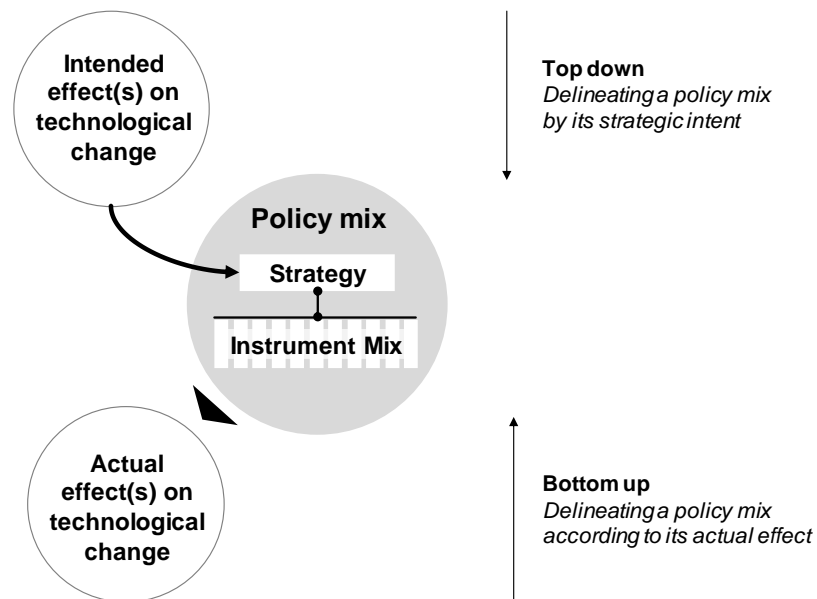 Intended
effect(s) on
technological
change
Top down
Delineating a policy mix
by its strategic intent
Policy mix
Strategy
Instrument Mix
Actual
effect(s) on
technological
change
Bottom up
Delineating a policy mix
according to its actual effect